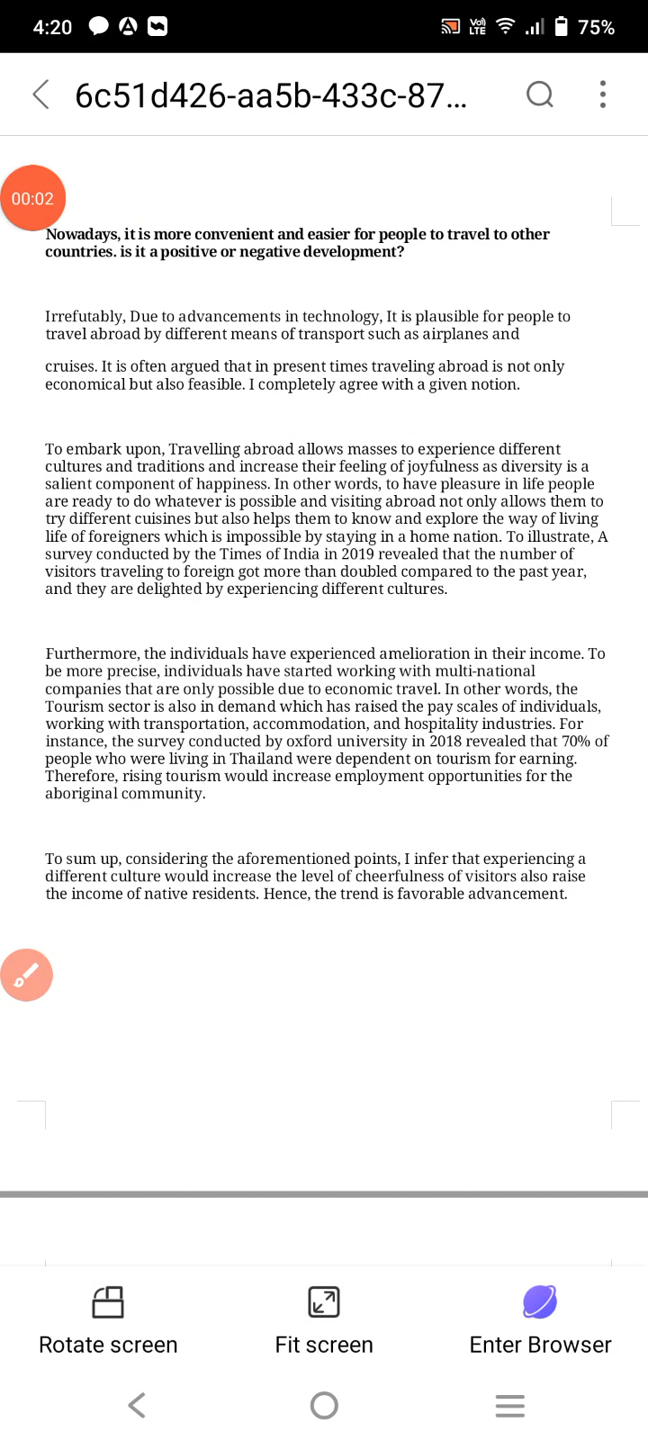 4:20
Vol) LTE
75%
6c51d426-aa5b-433c-87...
00:02
Nowadays, it is more convenient and easier for people to travel to other
countries. is it a positive or negative development?
Irrefutably, Due to advancements in technology, It is plausible for people to
travel abroad by different means of transport such as airplanes and
cruises. It is often argued that in present times traveling abroad is not only
economical but also feasible. I completely agree with a given notion.
To embark upon, Travelling abroad allows masses to experience different
cultures and traditions and increase their feeling of joyfulness as diversity is a
salient component of happiness. In other words, to have pleasure in life people
are ready to do whatever is possible and visiting abroad not only allows them to
try different cuisines but also helps them to know and explore the way of living
life of foreigners which is impossible by staying in a home nation. To illustrate, A
survey conducted by the Times of India in 2019 revealed that the number of
visitors traveling to foreign got more than doubled compared to the past year,
and they are delighted by experiencing different cultures.
Furthermore, the individuals have experienced amelioration in their income. To
be more precise, individuals have started working with multi-national
companies that are only possible due to economic travel. In other words, the
Tourism sector is also in demand which has raised the pay scales of individuals,
working with transportation, accommodation, and hospitality industries. For
instance, the survey conducted by oxford university in 2018 revealed that 70% of
people who were living in Thailand were dependent on tourism for earning.
Therefore, rising tourism would increase employment opportunities for the
aboriginal community.
To sum up, considering the aforementioned points, I infer that experiencing a
different culture would increase the level of cheerfulness of visitors also raise
the income of native residents. Hence, the trend is favorable advancement.
Rotate screen
Fit screen
Enter Browser